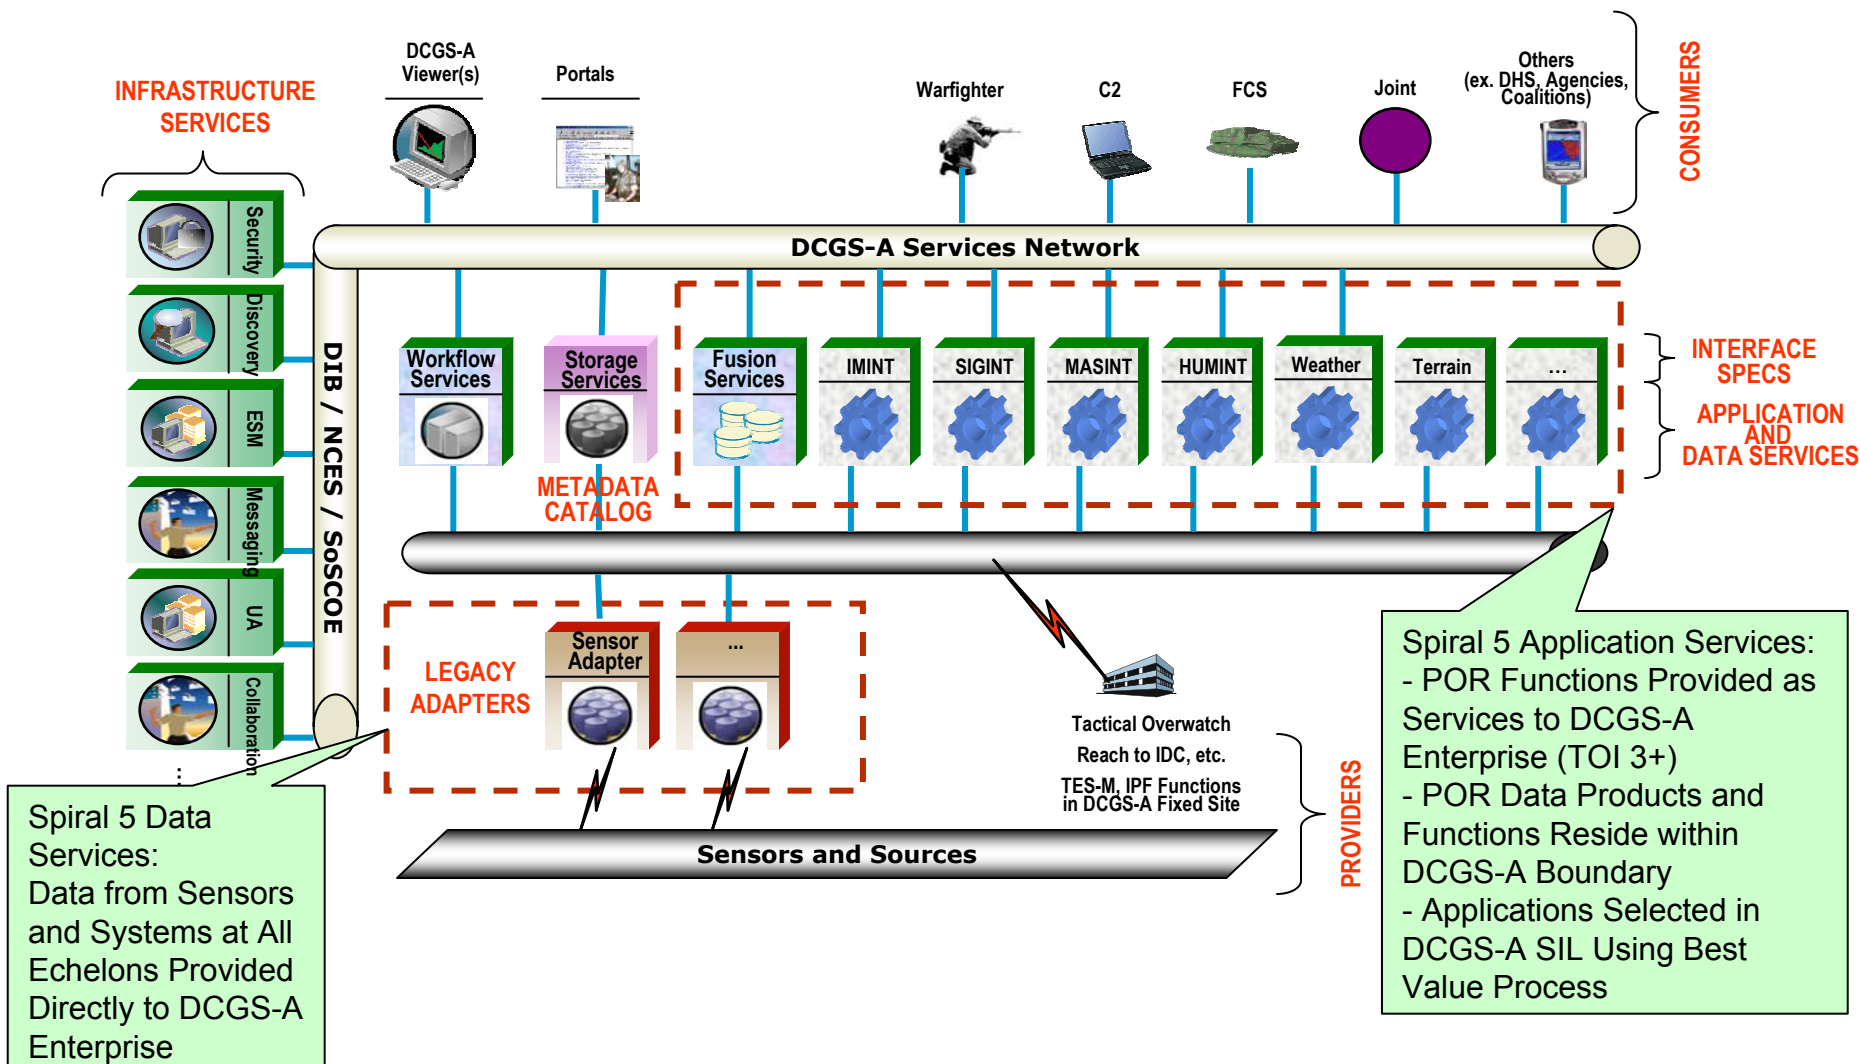 DCGS-A
Viewer(s)
Portals
Warfighter
C2
FCS
Joint
Others
(ex. DHS, Agencies,
Coalitions)
CONSUMERS
INFRASTRUCTURE
SERVICES
Security
Discovery
ESM
Messaging
UA
Collaboration
...
DIB / NCES / SoSCOE
DCGS-A Services Network
Workflow
Services
Storage
Services
METADATA
CATALOG
Fusion
Services
IMINT
SIGINT
MASINT
HUMINT
Weather
Terrain
...
INTERFACE
SPECS
APPLICATION
AND
DATA SERVICES
LEGACY
ADAPTERS
Sensor
Adapter
...
Tactical Overwatch
Reach to IDC, etc.
TES-M, IPF Functions
in DCGS-A Fixed Site
PROVIDERS
Sensors and Sources
Spiral 5 Data
Services:
Data from Sensors
and Systems at All
Echelons Provided
Directly to DCGS-A
Enterprise
Spiral 5 Application Services:
- POR Functions Provided as
Services to DCGS-A
Enterprise (TOI 3+)
- POR Data Products and
Functions Reside within
DCGS-A Boundary
- Applications Selected in
DCGS-A SIL Using Best
Value Process